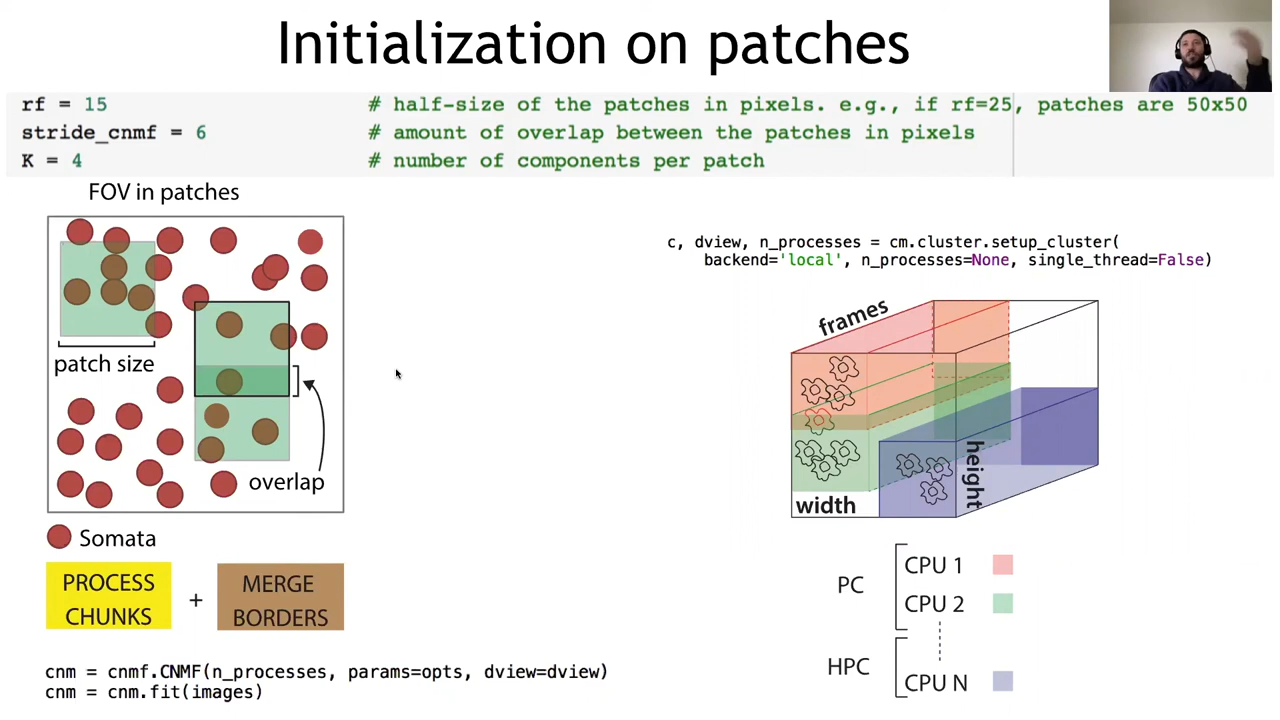 Initialization on patches
rf = 15 # half-size of the patches in pixels. e.g., if rf=25, patches are 50x50
stride_cnmf = 6 # amount of overlap between the patches in pixels
K = 4 # number of components per patch
FOV in patches
patch size
overlap
Somata
PROCESS
CHUNKS
+
MERGE
BORDERS
cnm = cnmf.CNMF(n_processes, params=opts, dview=dview)
cnm = cnm.fit(images)
c, dview, n_processes = cm.cluster.setup_cluster(
backend='local', n_processes=None, single_thread=False)
frames
width
height
PC
CPU 1
CPU 2
HPC
CPU N